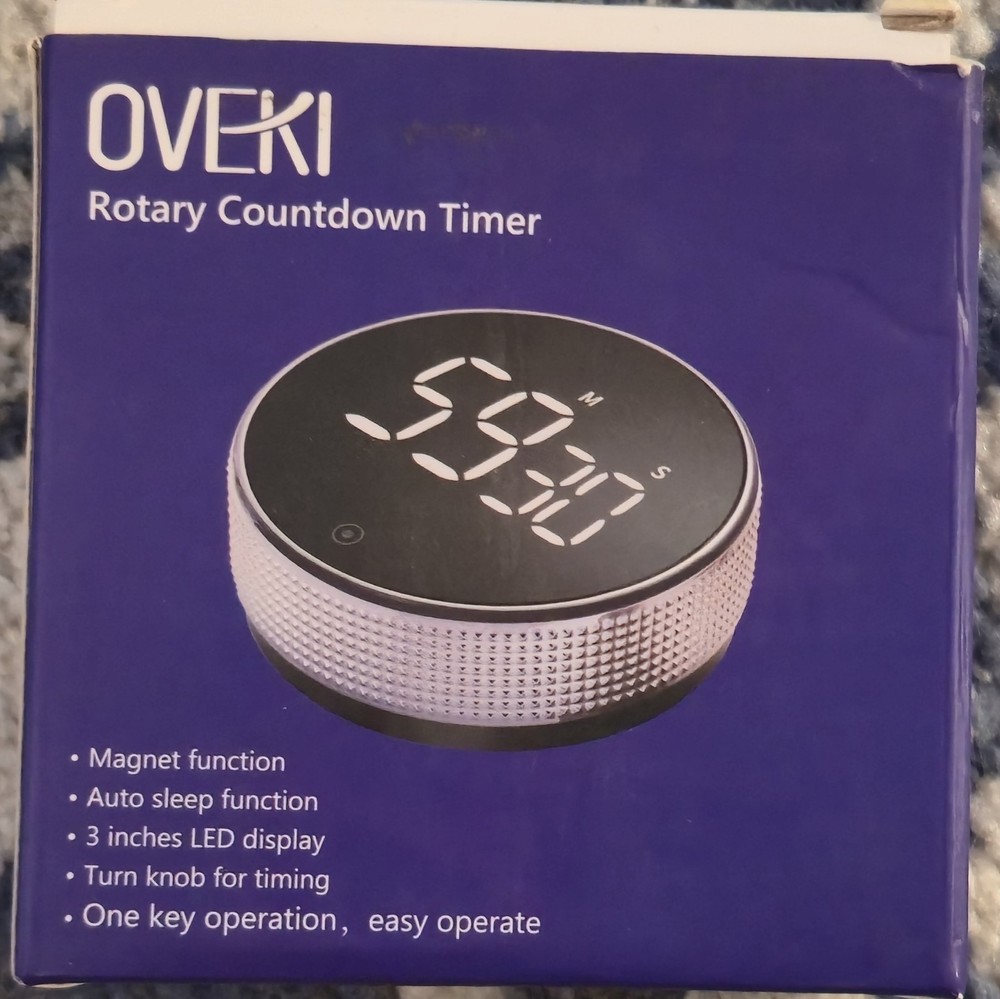 OVEKI
Rotary Countdown Timer
59 M
30 S
• Magnet function
• Auto sleep function
• 3 inches LED display
• Turn knob for timing
• One key operation, easy operate